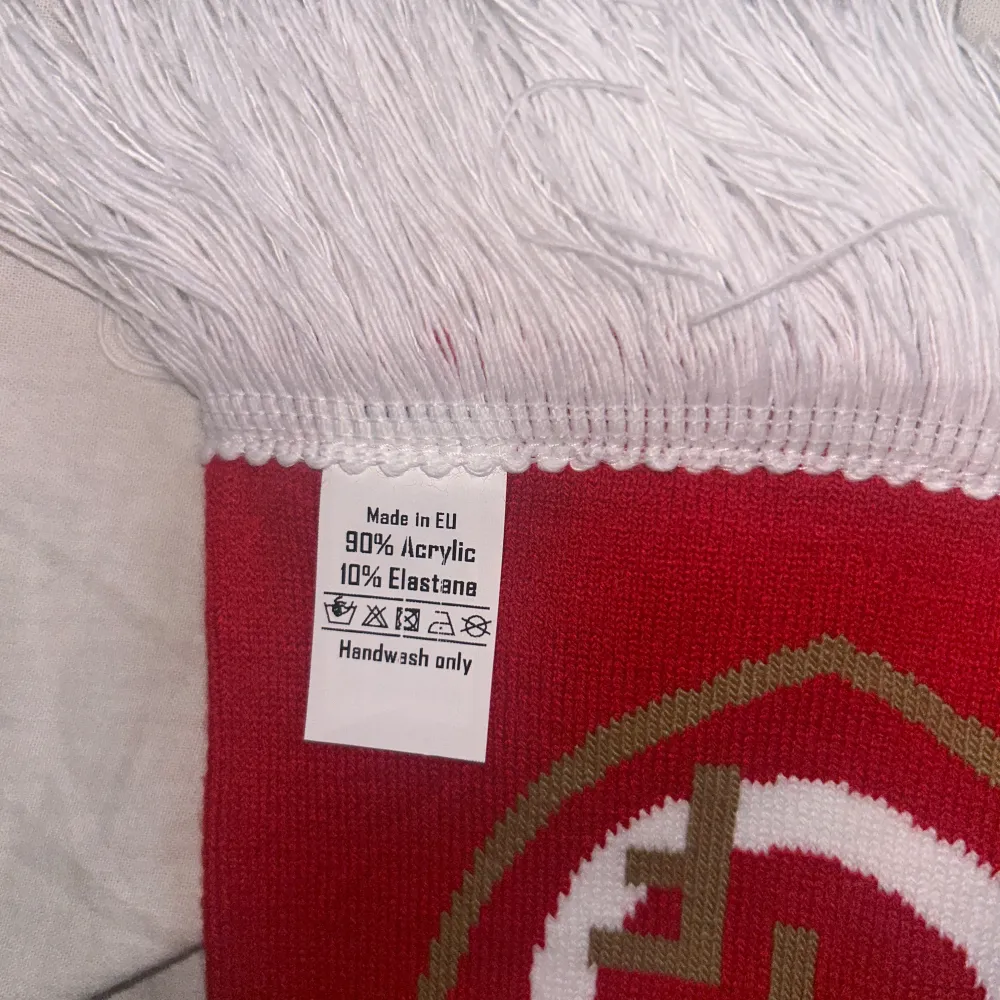 Made in EU
90% Acrylic
10% Elastane
Handwash only